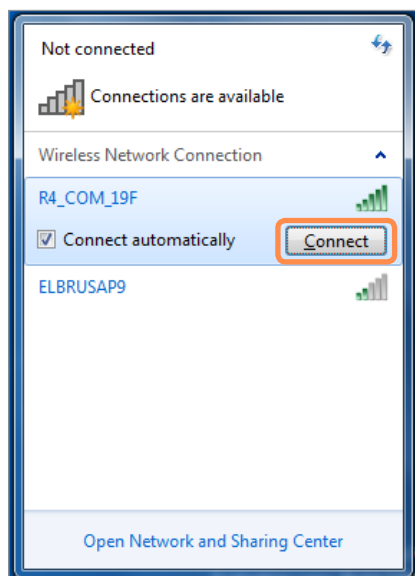 Not connected
Connections are available
Wireless Network Connection
R4_COM_19F
Connect automatically
Connect
ELBRUSAP9
Open Network and Sharing Center